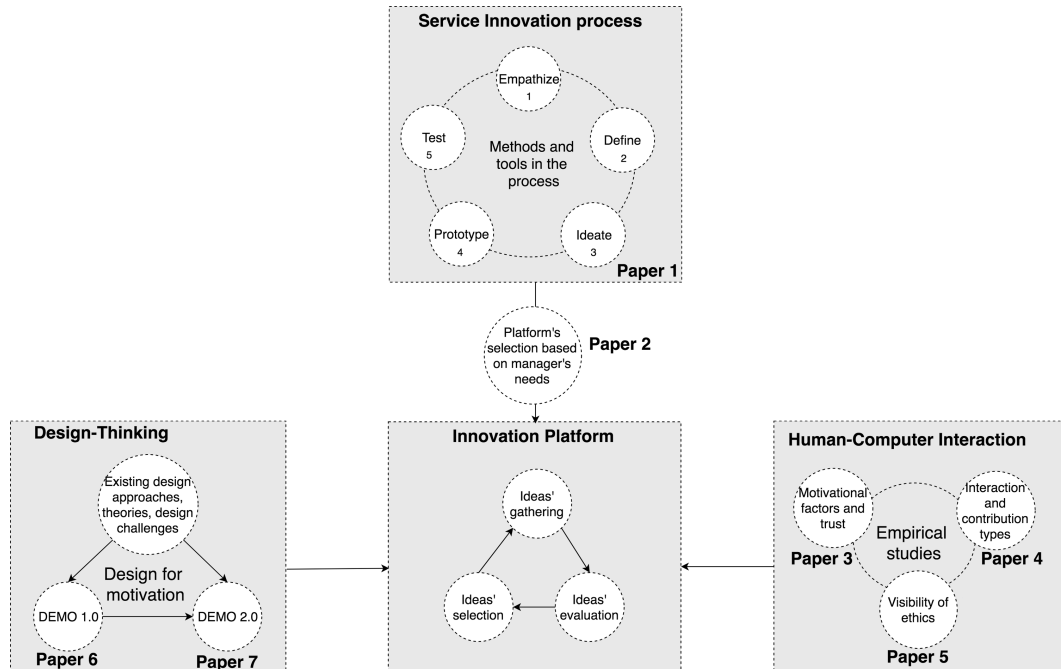 Service Innovation process
Empathize
1
Test
5
Define
2
Methods and
tools in the
process
Prototype
4
Ideate
3
Paper 1
Platform's
selection based
on manager's
needs
Paper 2
Design-Thinking
Existing design
approaches,
theories, design
challenges
Design for
motivation
DEMO 1.0
DEMO 2.0
Paper 6
Paper 7
Innovation Platform
Ideas'
gathering
Ideas'
selection
Ideas'
evaluation
Human-Computer Interaction
Motivational
factors and
trust
Paper 3
Interaction
and
contribution
types
Paper 4
Empirical
studies
Visibility of
ethics
Paper 5